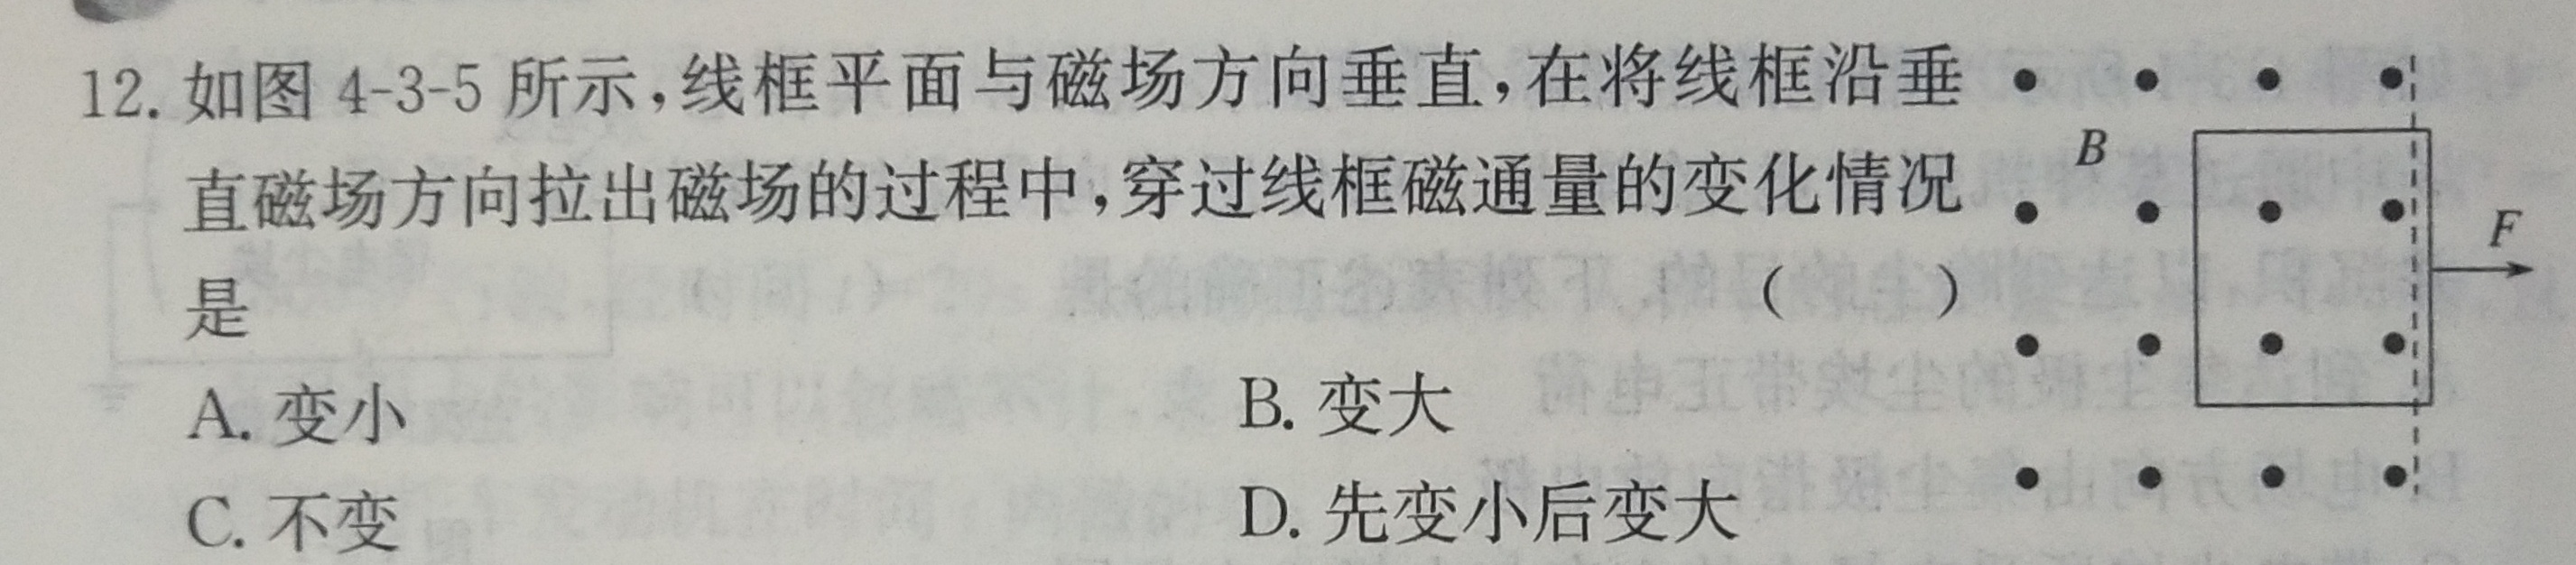 12. 如图 4-3-5 所示,线框平面与磁场方向垂直,在将线框沿垂
直磁场方向拉出磁场的过程中,穿过线框磁通量的变化情况
是 (   )
A. 变小 B. 变大
C. 不变 D. 先变小后变大
B
F